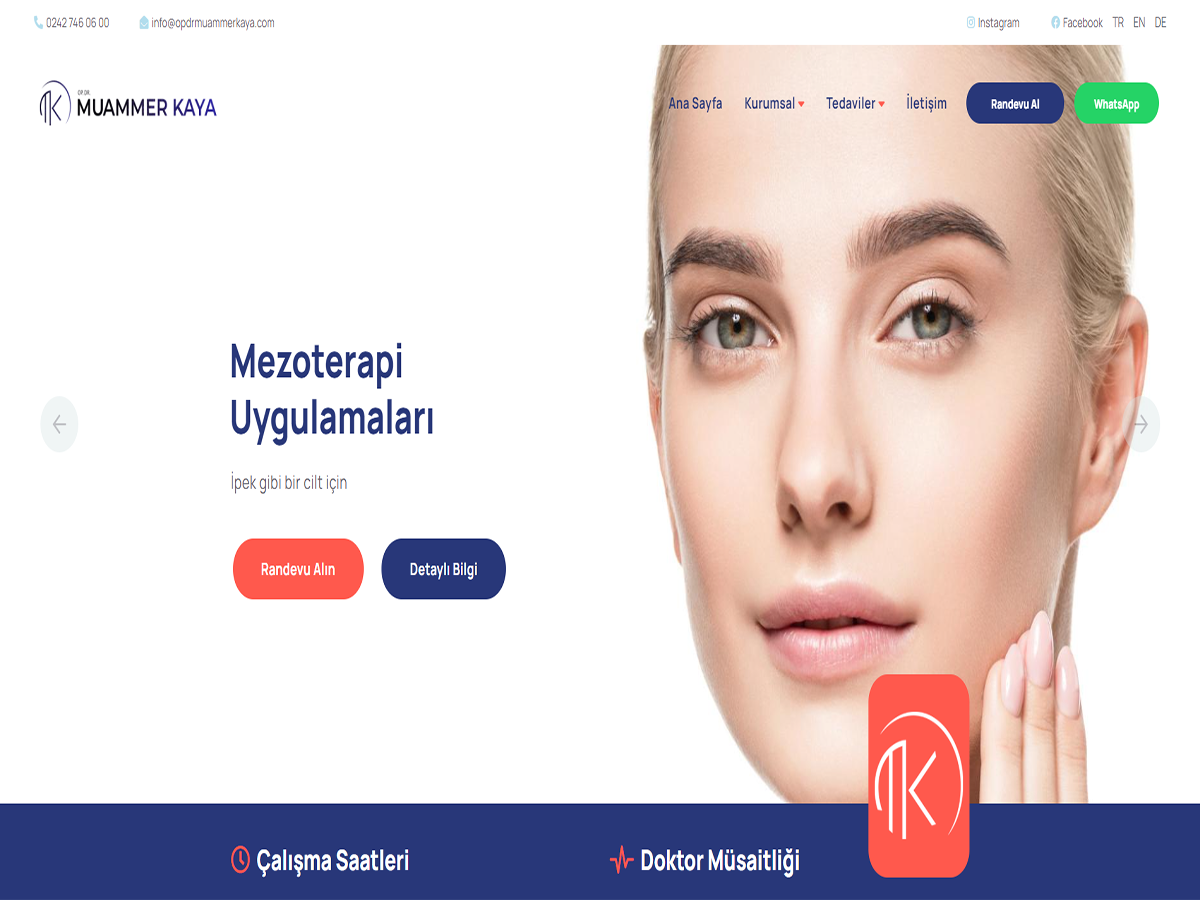 0242 746 06 00
info@opdrmuammerkaya.com
Instagram
Facebook
TR
EN
DE
OP. DR.
MUAMMER KAYA
Ana Sayfa
Kurumsal
Tedaviler
İletişim
Randevu Al
WhatsApp
Mezoterapi
Uygulamaları
İpek gibi bir cilt için
Randevu Alın
Detaylı Bilgi
Çalışma Saatleri
Doktor Müsaitliği